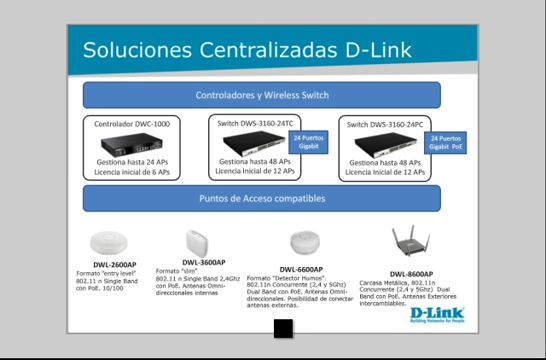 Soluciones Centralizadas D-Link
Controladores y Wireless Switch
Controlador DWC-1000
Gestiona hasta 24 APs
Licencia inicial de 6 APs
Switch DWS-3160-24TC
24 Puertos
Gigabit
Gestiona hasta 48 APs
Licencia Inicial de 12 APs
Switch DWS-3160-24PC
24 Puertos
Gigabit PoE
Gestiona hasta 48 APs
Licencia Inicial de 12 APs
Puntos de Acceso compatibles
DWL-2600AP
Formato "entry level"
802.11 n Single Band
con PoE. 10/100
DWL-3600AP
Formato "slim"
802.11 n Single Band 2,4Ghz
con PoE. Antenas Omni-
direccionales internas
DWL-6600AP
Formato "Detector Humos".
802.11n Concurrente (2,4 y 5Ghz)
Dual Band con PoE. Antenas Omni-
direccionales. Posibilidad de conectar
antenas externas.
DWL-8600AP
Carcasa Metálica, 802.11n
Concurrente (2,4 y 5Ghz) Dual
Band con PoE. Antenas Exteriores
Intercambiables.
D-Link
Building Networks for People